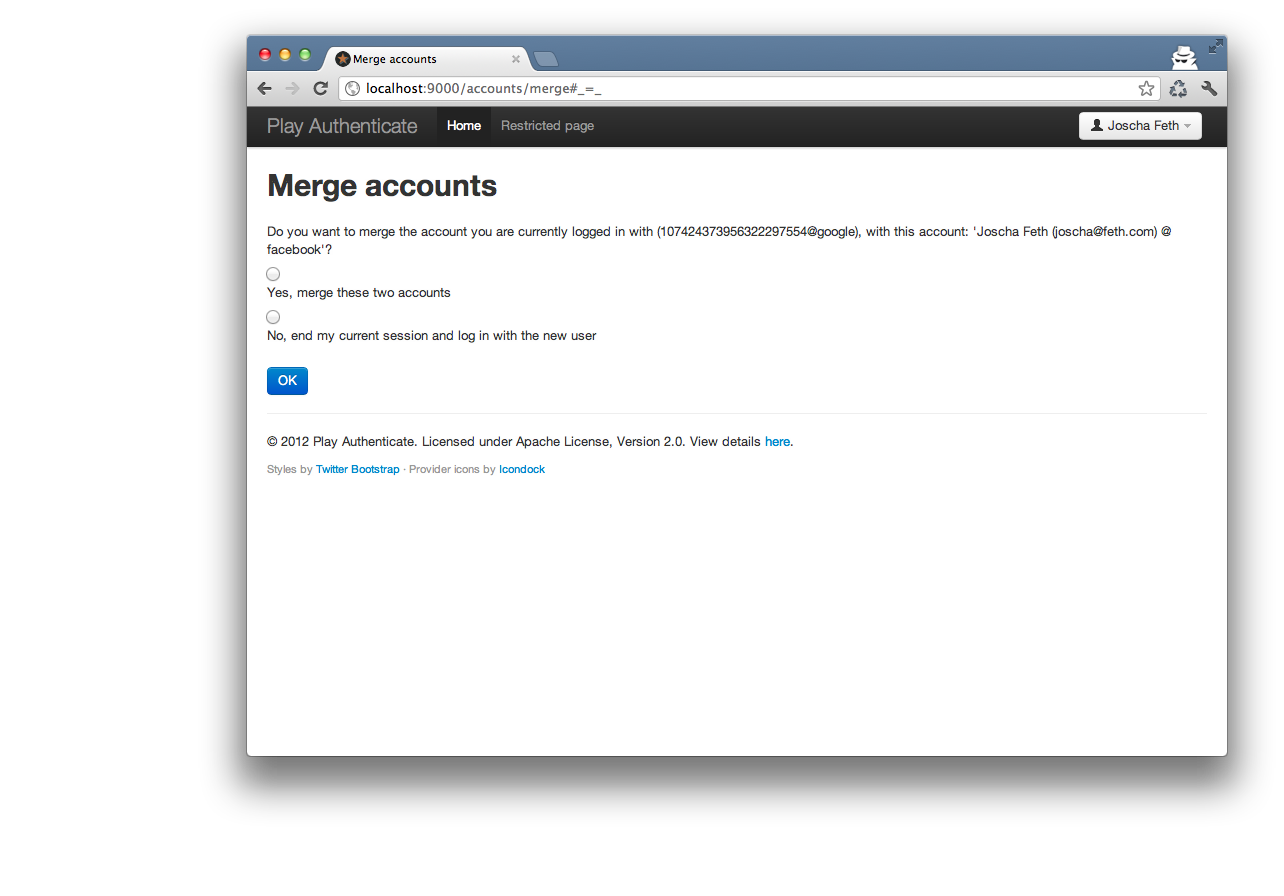 Merge accounts
localhost:9000/accounts/merge#_=_
Play Authenticate Home Restricted page Joscha Feth
Merge accounts
Do you want to merge the account you are currently logged in with (107424373956322297554@google), with this account: 'Joscha Feth (joscha@feth.com) @
facebook'?
Yes, merge these two accounts
No, end my current session and log in with the new user
OK
© 2012 Play Authenticate. Licensed under Apache License, Version 2.0. View details here.
Styles by Twitter Bootstrap · Provider icons by Icondock